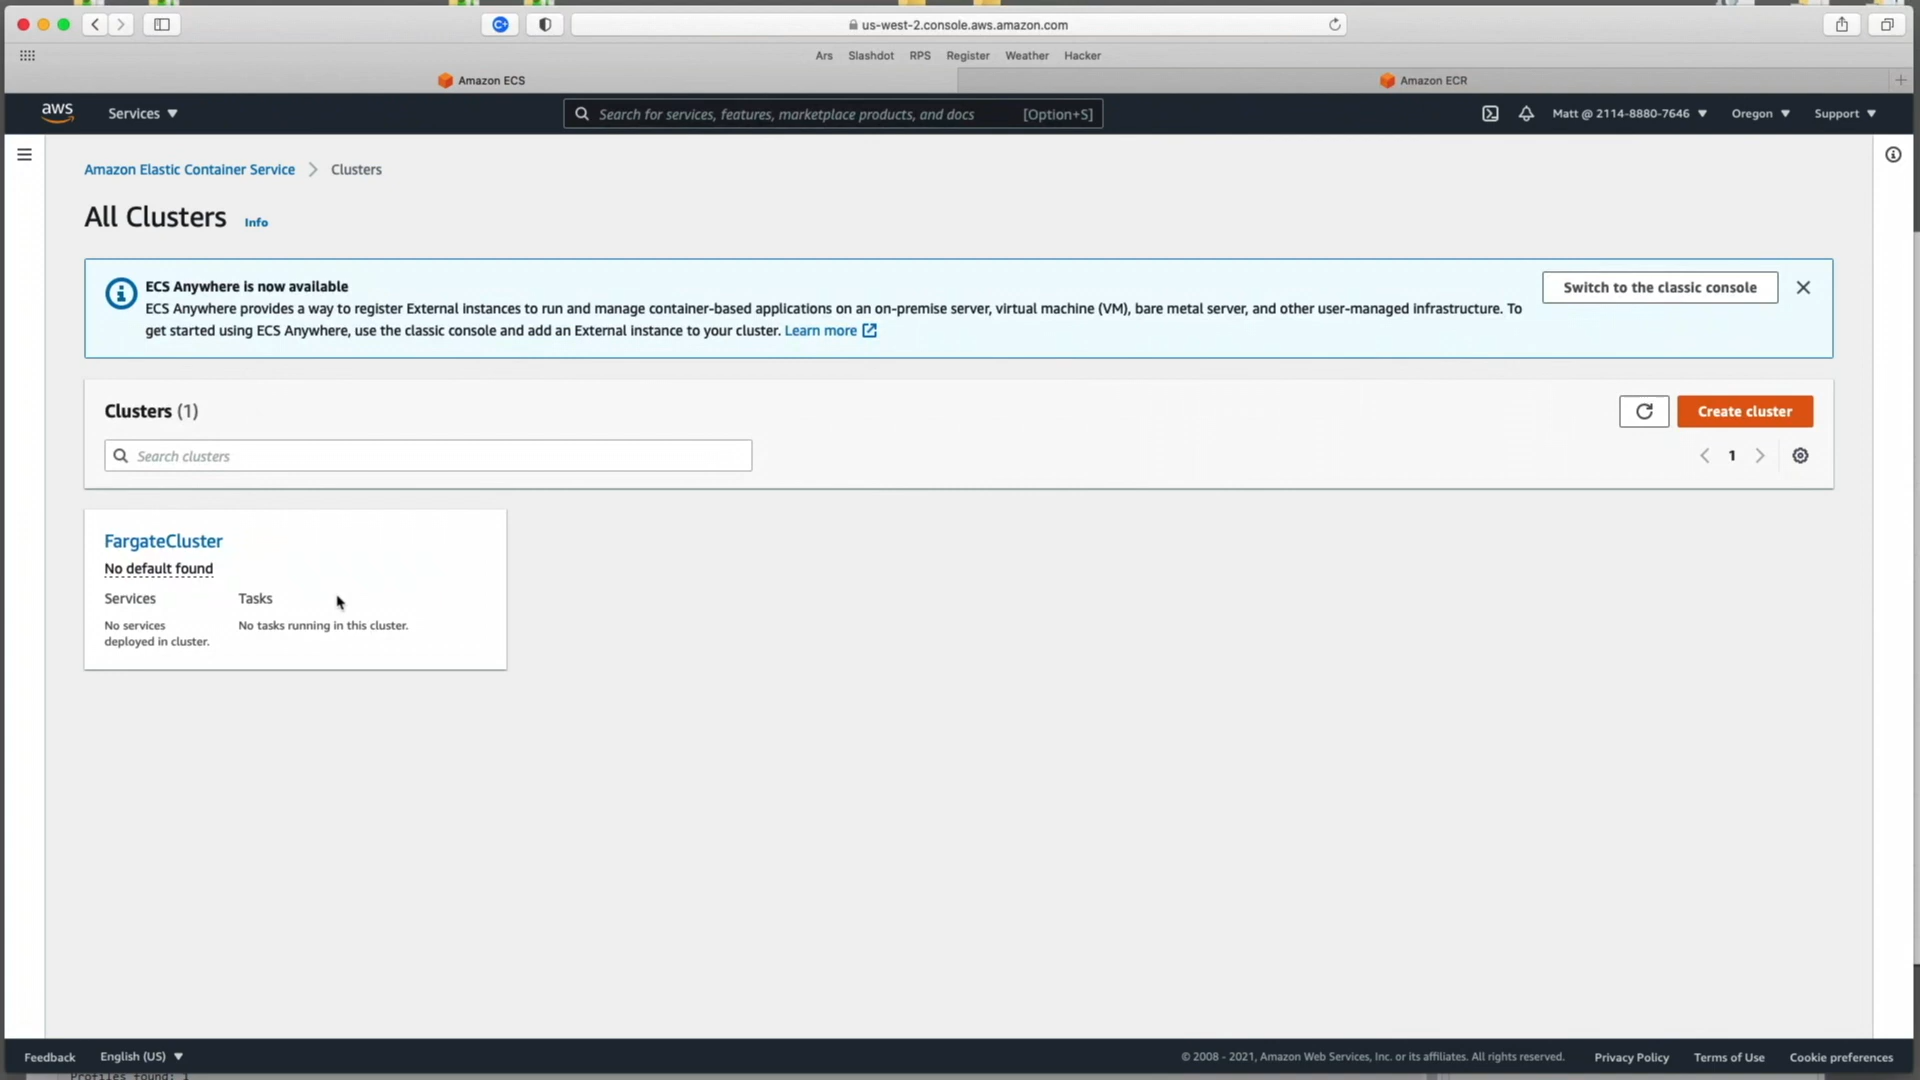 us-west-2.console.aws.amazon.com
Ars Slashdot RPS Register Weather Hacker
Amazon ECS
Amazon ECR
aws
Services
Search for services, features, marketplace products, and docs [Option+S]
Matt @ 2114-8880-7646
Oregon
Support
Amazon Elastic Container Service > Clusters
All Clusters Info
ECS Anywhere is now available
ECS Anywhere provides a way to register External instances to run and manage container-based applications on an on-premise server, virtual machine (VM), bare metal server, and other user-managed infrastructure. To
get started using ECS Anywhere, use the classic console and add an External instance to your cluster. Learn more
Switch to the classic console
Clusters (1)
Create cluster
Search clusters
1
FargateCluster
No default found
Services Tasks
No services No tasks running in this cluster.
deployed in cluster.
Feedback English (US)
© 2008 - 2021, Amazon Web Services, Inc. or its affiliates. All rights reserved. Privacy Policy Terms of Use Cookie preferences
Profiles found: 1